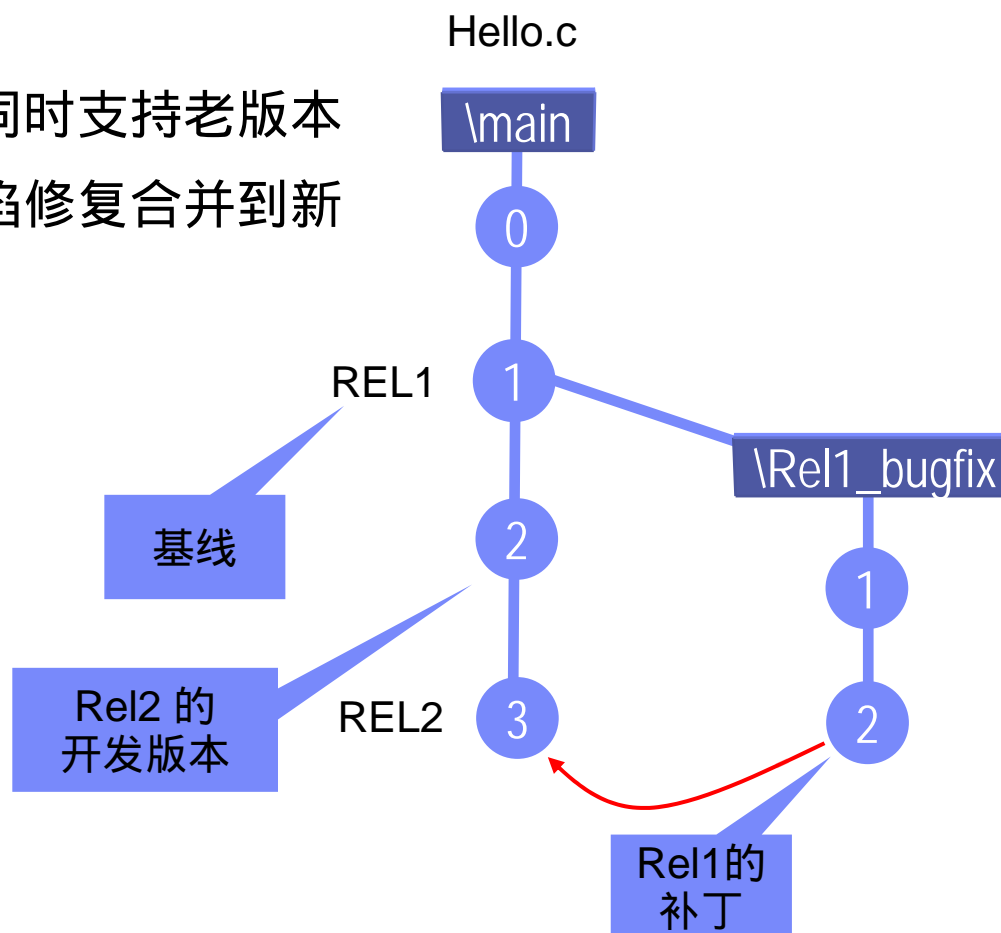 Hello.c
同时支持老版本
\main
陷修复合并到新
0
REL1
1
\Rel1_bugfix
基线
2
1
Rel2 的
开发版本
REL2
3
2
Rel1的
补丁